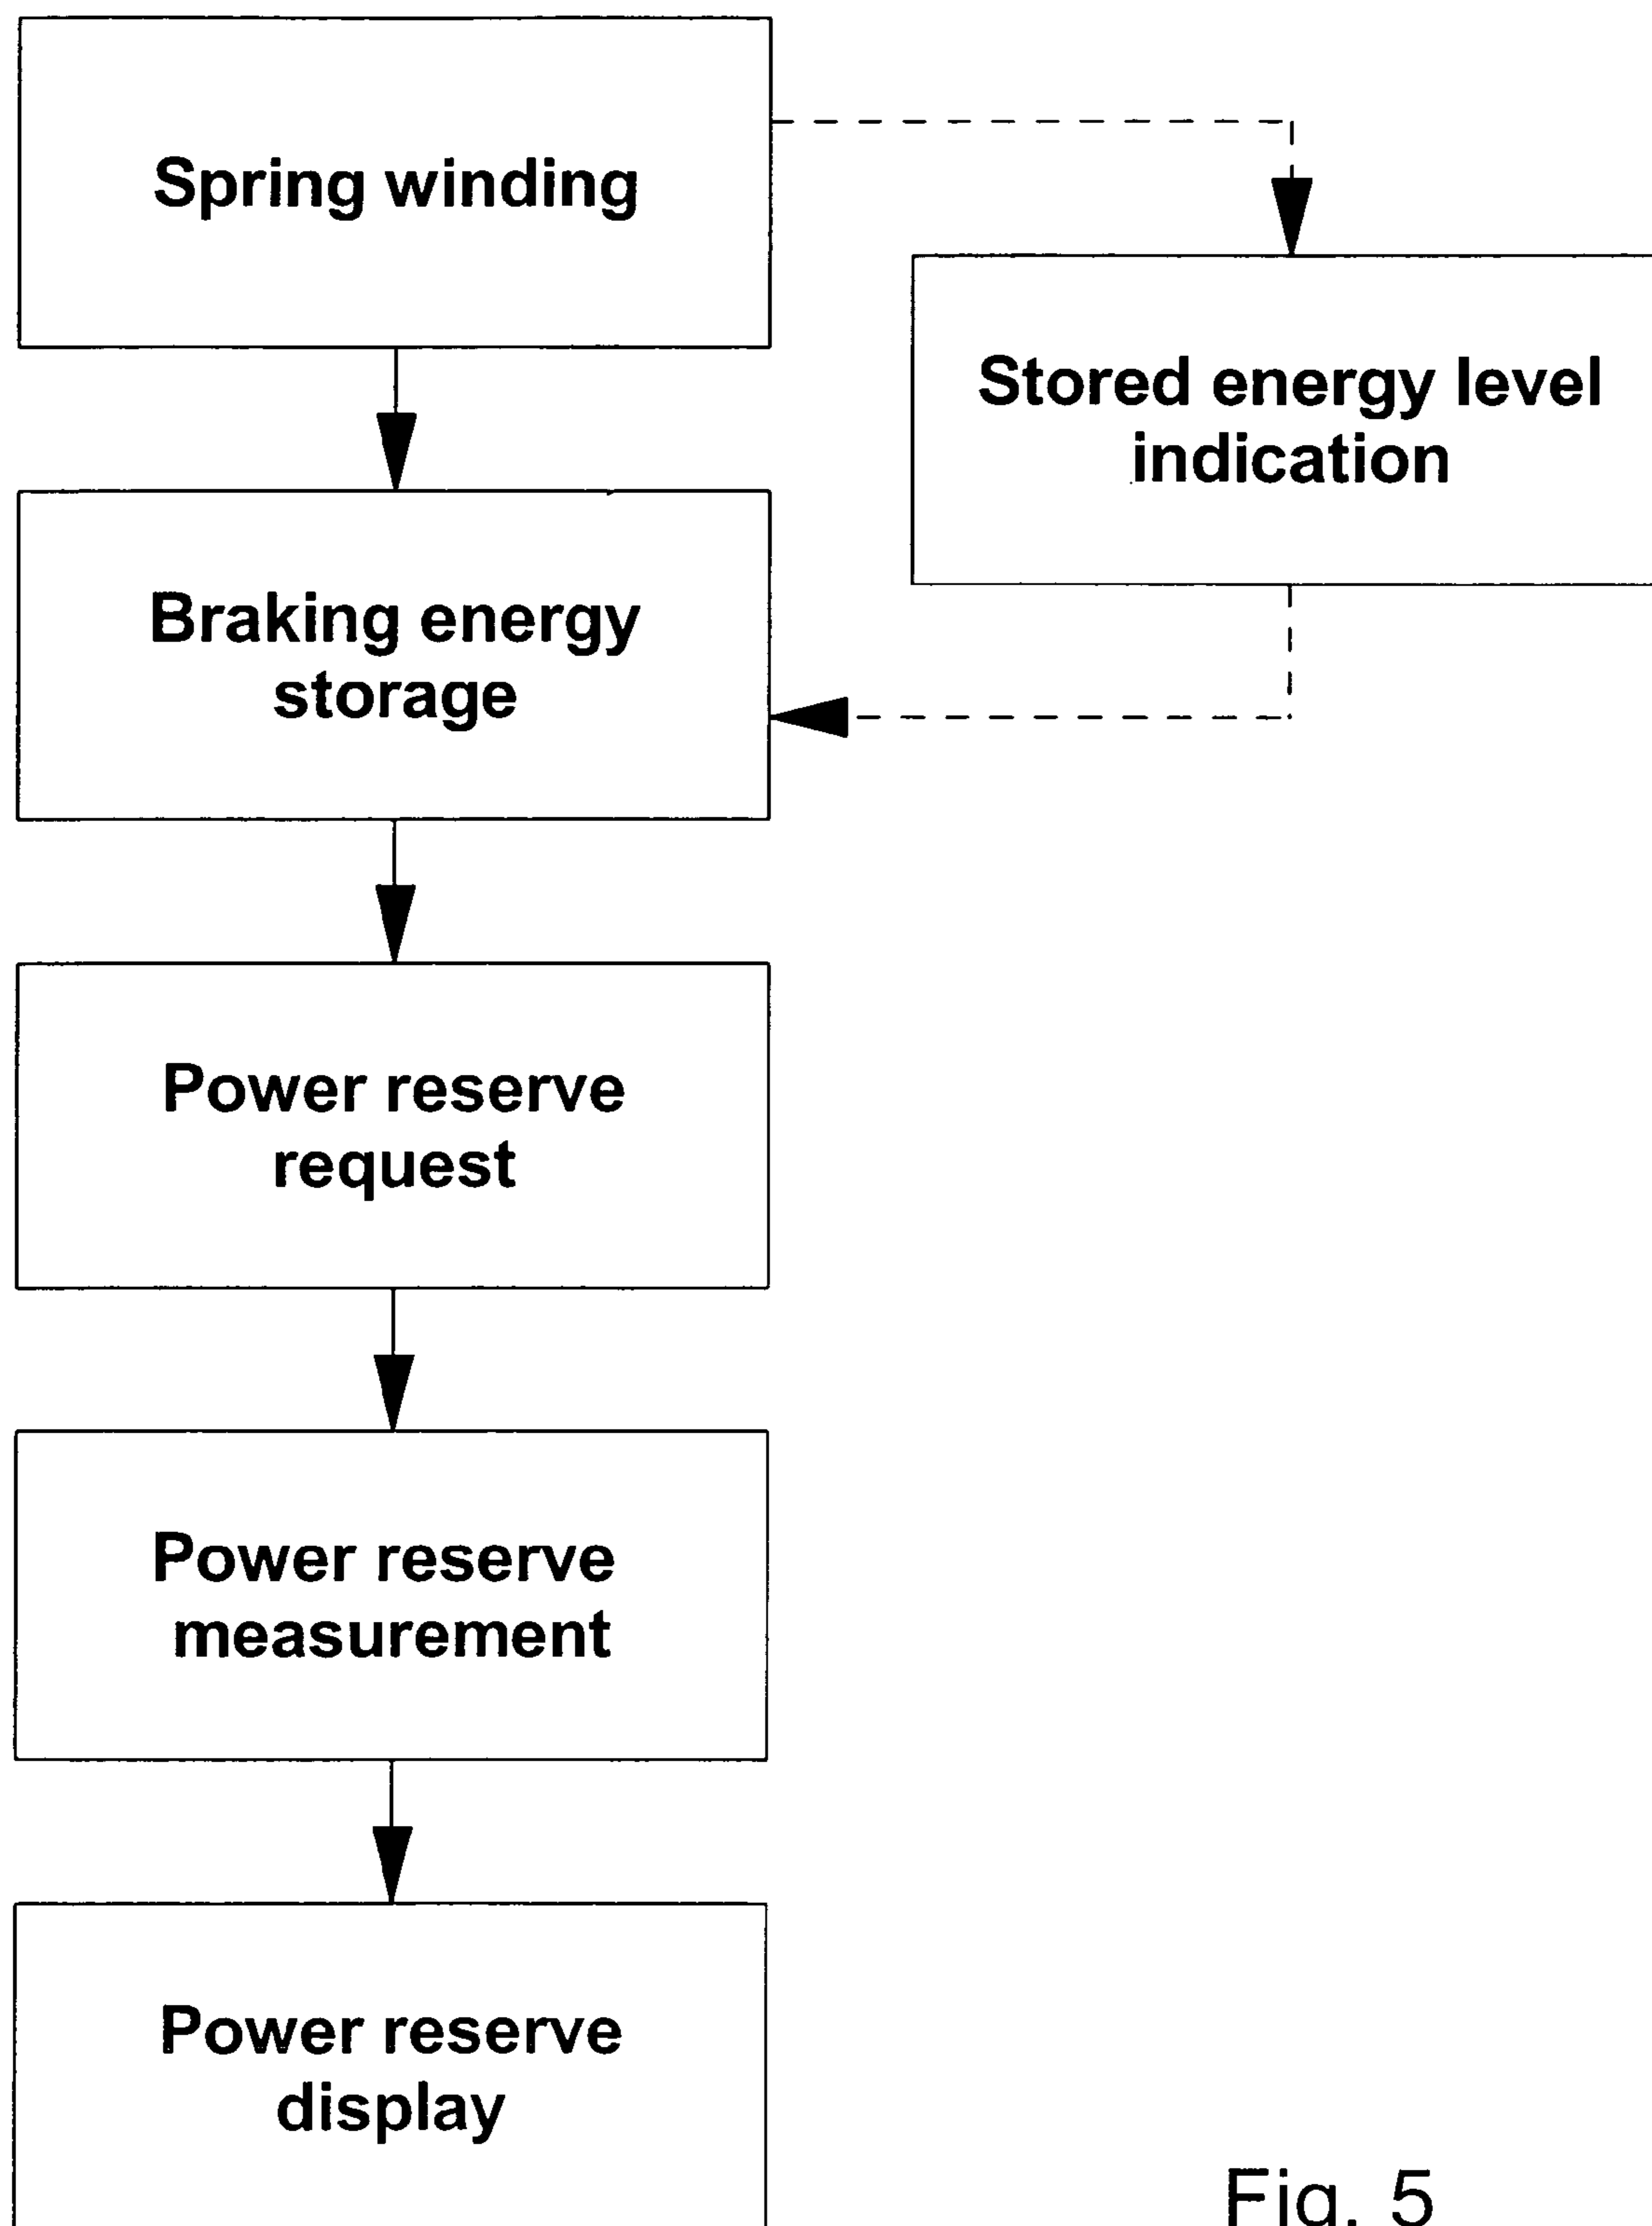 Spring winding
Stored energy level
indication
Braking energy
storage
Power reserve
request
Power reserve
measurement
Power reserve
display
Fig. 5